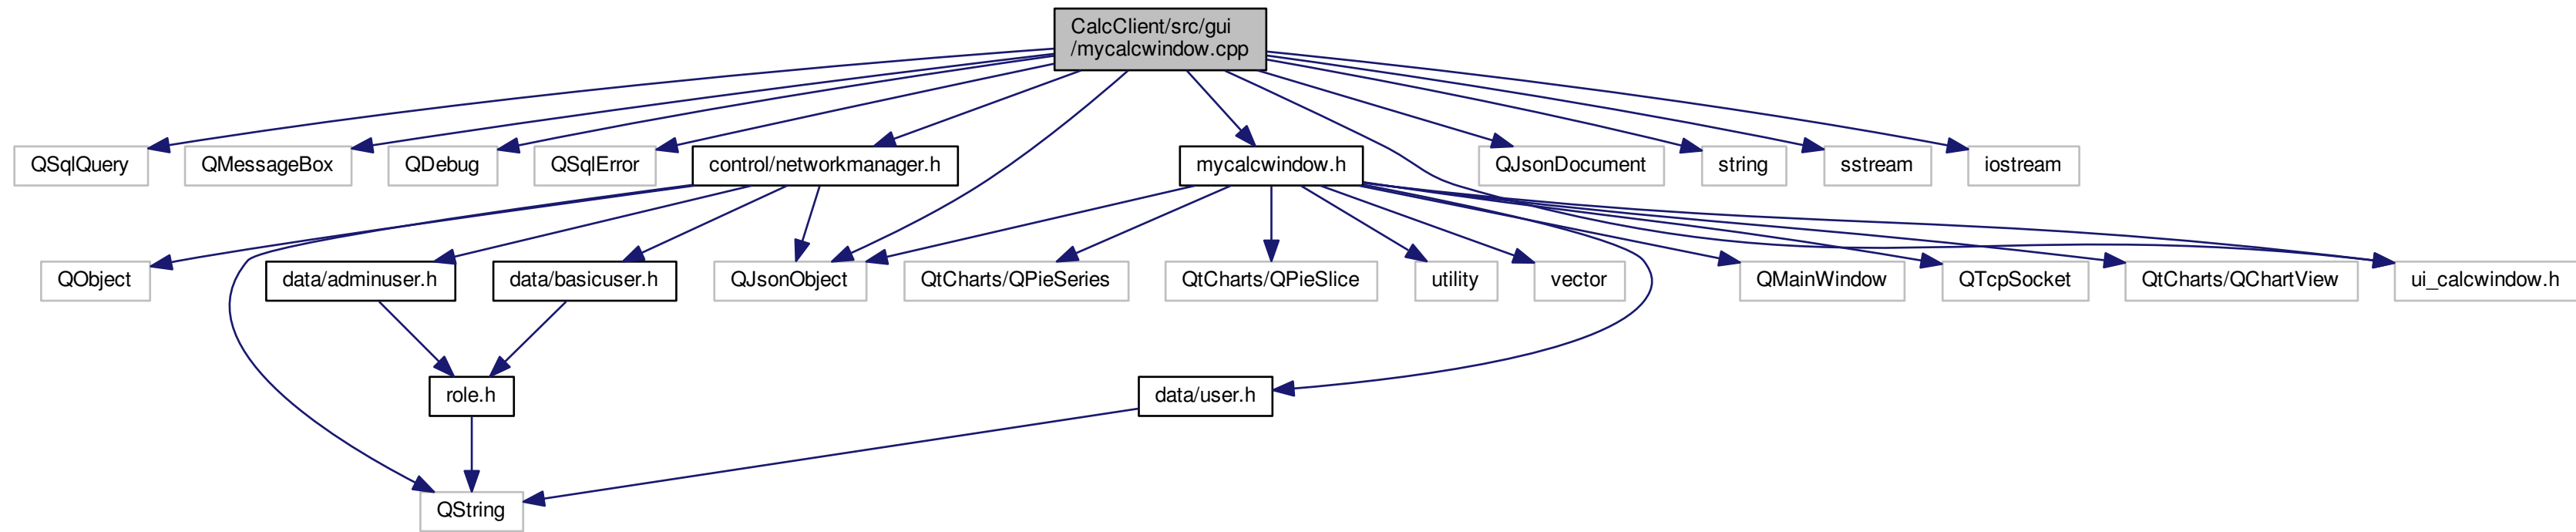 CalcClient/src/gui
/mycalcwindow.cpp
QSqlQuery
QMessageBox
QDebug
QSqlError
control/networkmanager.h
mycalcwindow.h
QJsonDocument
string
sstream
iostream
QObject
data/adminuser.h
data/basicuser.h
QJsonObject
QtCharts/QPieSeries
QtCharts/QPieSlice
utility
vector
QMainWindow
QTcpSocket
QtCharts/QChartView
ui_calcwindow.h
role.h
data/user.h
QString